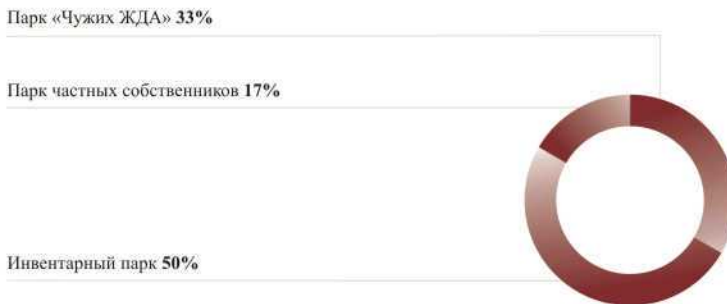 Парк «Чужих ЖДА» 33%
Парк частных собственников 17%
Инвентарный парк 50%